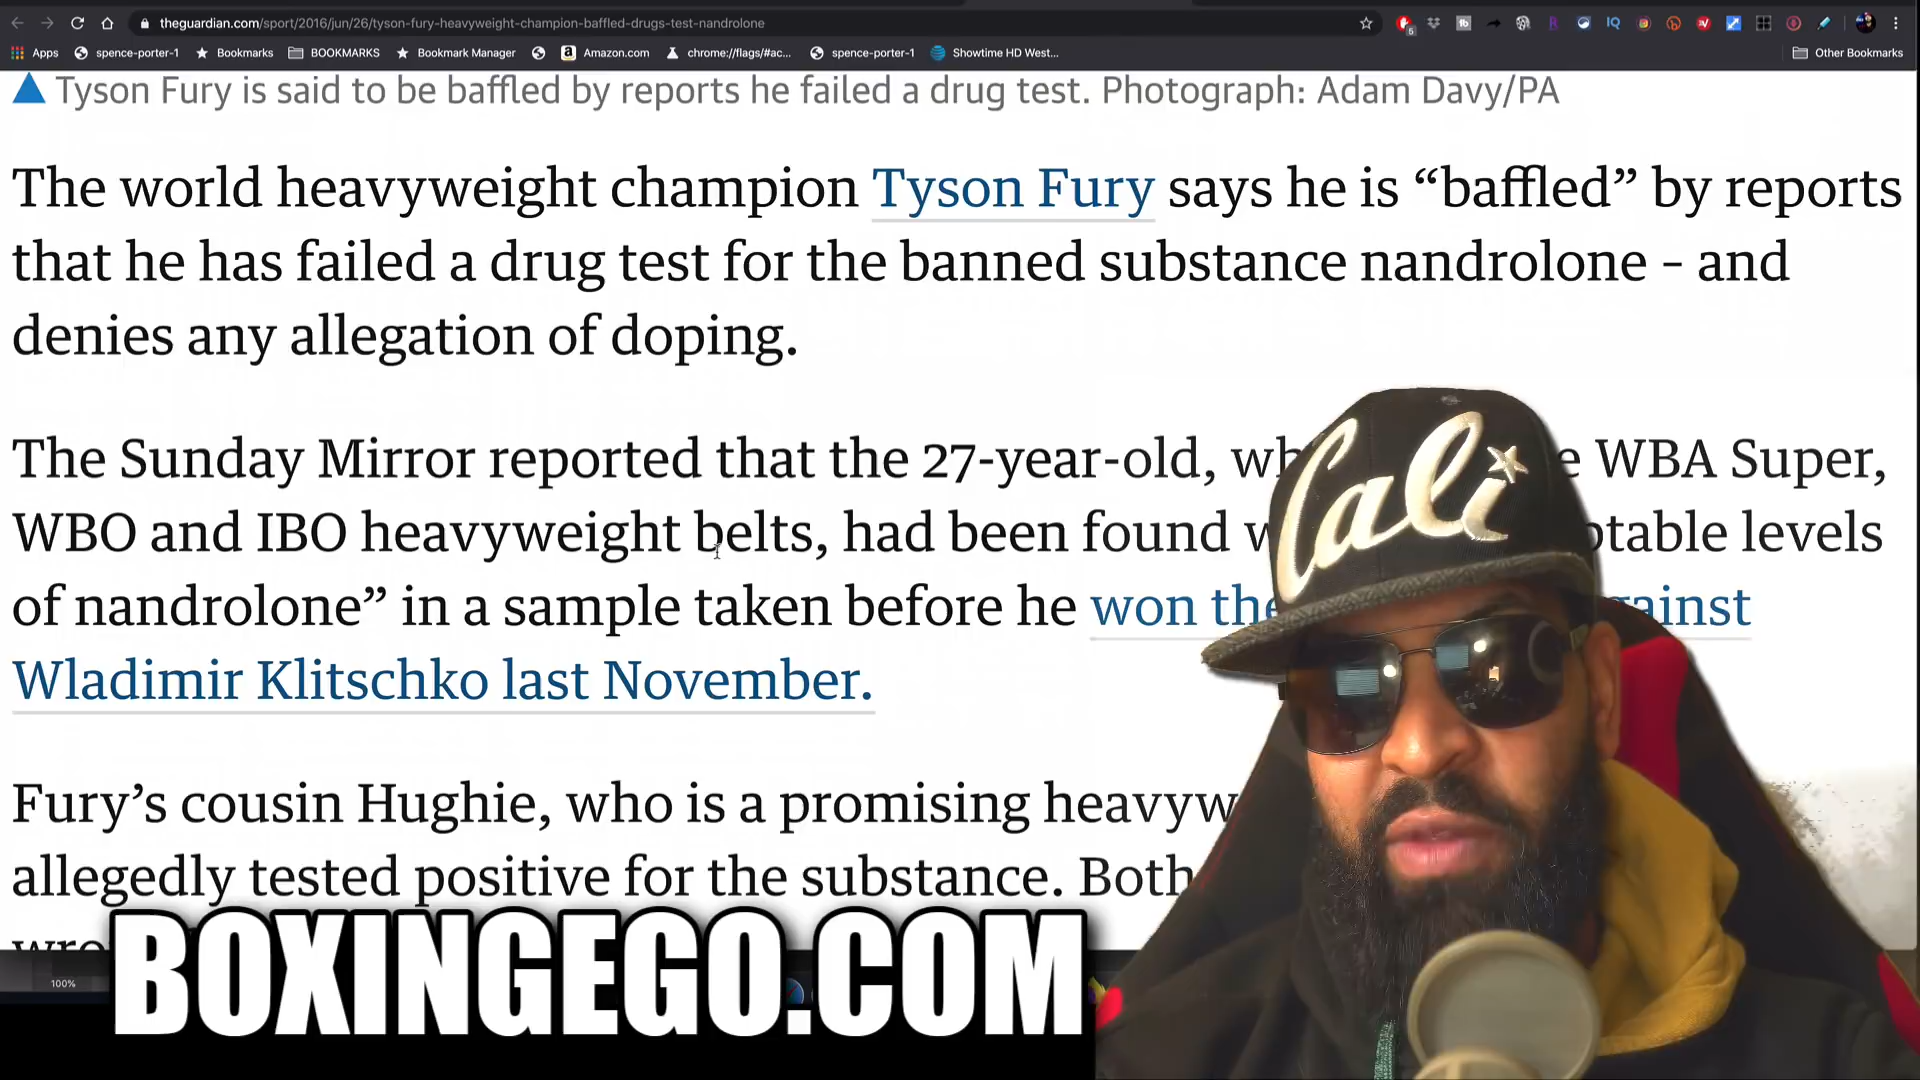 theguardian.com/sport/2016/jun/26/tyson-fury-heavyweight-champion-baffled-drugs-test-nandrolone
Apps spence-porter-1 Bookmarks BOOKMARKS Bookmark Manager Amazon.com chrome://flags/#ac... spence-porter-1 Showtime HD West... Other Bookmarks
Tyson Fury is said to be baffled by reports he failed a drug test. Photograph: Adam Davy/PA
The world heavyweight champion Tyson Fury says he is “baffled” by reports
that he has failed a drug test for the banned substance nandrolone – and
denies any allegation of doping.
The Sunday Mirror reported that the 27-year-old, wh e WBA Super,
WBO and IBO heavyweight belts, had been found w ptable levels
of nandrolone” in a sample taken before he won the gainst
Wladimir Klitschko last November.
Fury’s cousin Hughie, who is a promising heavyw
allegedly tested positive for the substance. Both
wro
Cali
100%
BOXINGEGO.COM